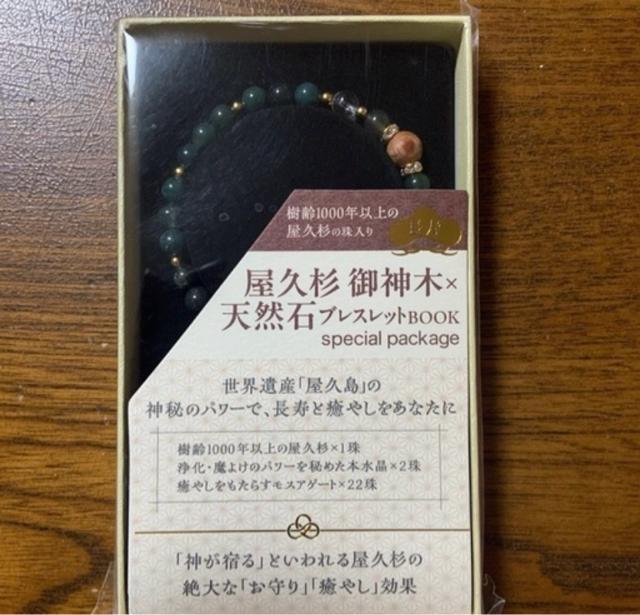 樹齢1000年以上の
屋久杉の珠入り
屋久杉 御神木×
天然石ブレスレットBOOK
special package
世界遺産「屋久島」の
神秘のパワーで、長寿と癒やしをあなたに
樹齢1000年以上の屋久杉×1珠
浄化・魔よけのパワーを秘めた本水晶×2珠
癒やしをもたらすモスアゲート×22珠
「神が宿る」といわれる屋久杉の
絶大な「お守り」「癒やし」効果